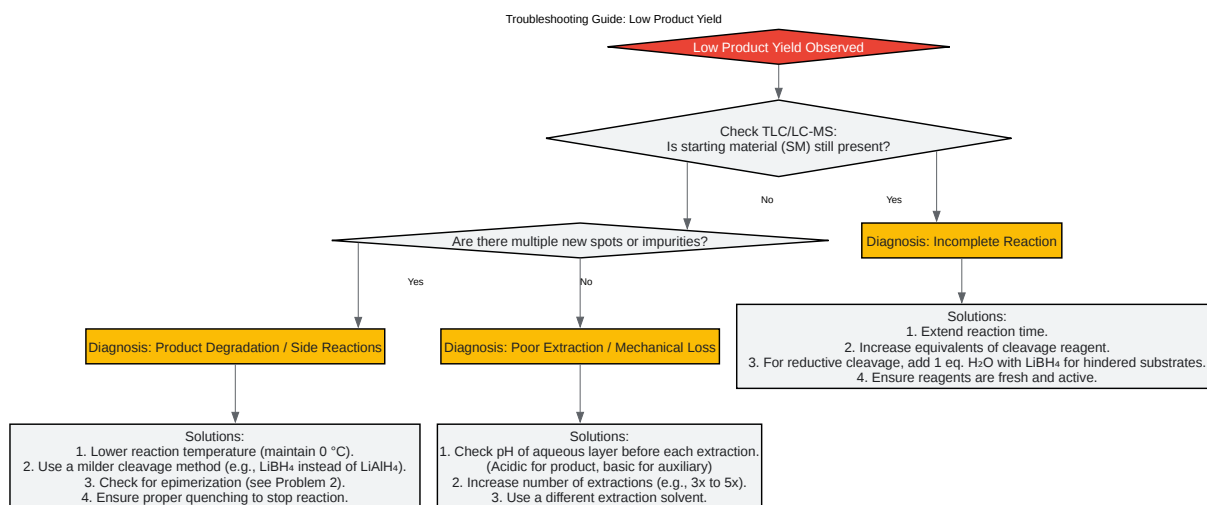 Troubleshooting Guide: Low Product Yield
Low Product Yield Observed
Check TLC/LC-MS:
Is starting material (SM) still present?
No
Yes
Are there multiple new spots or impurities?
Diagnosis: Incomplete Reaction
Yes
No
Solutions:
1. Extend reaction time.
2. Increase equivalents of cleavage reagent.
3. For reductive cleavage, add 1 eq. H₂O with LiBH₄ for hindered substrates.
4. Ensure reagents are fresh and active.
Diagnosis: Product Degradation / Side Reactions
Diagnosis: Poor Extraction / Mechanical Loss
Solutions:
1. Lower reaction temperature (maintain 0 °C).
2. Use a milder cleavage method (e.g., LiBH₄ instead of LiAlH₄).
3. Check for epimerization (see Problem 2).
4. Ensure proper quenching to stop reaction.
Solutions:
1. Check pH of aqueous layer before each extraction.
(Acidic for product, basic for auxiliary)
2. Increase number of extractions (e.g., 3x to 5x).
3. Use a different extraction solvent.